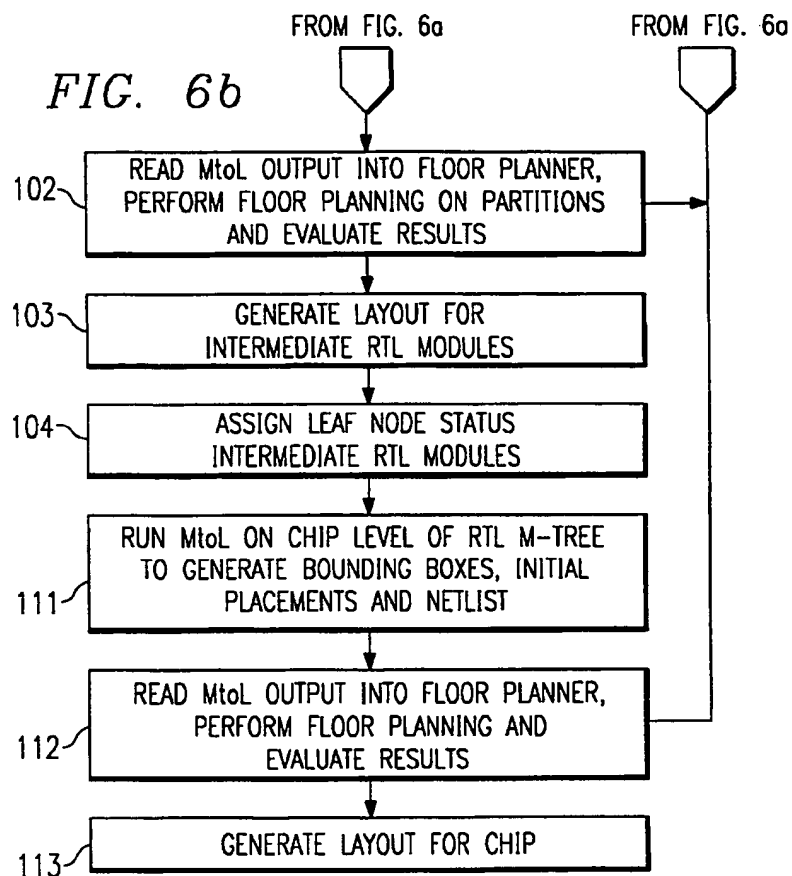 FROM FIG. 6a
FROM FIG. 6a
FIG. 6b
102
READ MtoL OUTPUT INTO FLOOR PLANNER,
PERFORM FLOOR PLANNING ON PARTITIONS
AND EVALUATE RESULTS
103
GENERATE LAYOUT FOR
INTERMEDIATE RTL MODULES
104
ASSIGN LEAF NODE STATUS
INTERMEDIATE RTL MODULES
111
RUN MtoL ON CHIP LEVEL OF RTL M-TREE
TO GENERATE BOUNDING BOXES, INITIAL
PLACEMENTS AND NETLIST
112
READ MtoL OUTPUT INTO FLOOR PLANNER,
PERFORM FLOOR PLANNING AND
EVALUATE RESULTS
113
GENERATE LAYOUT FOR CHIP